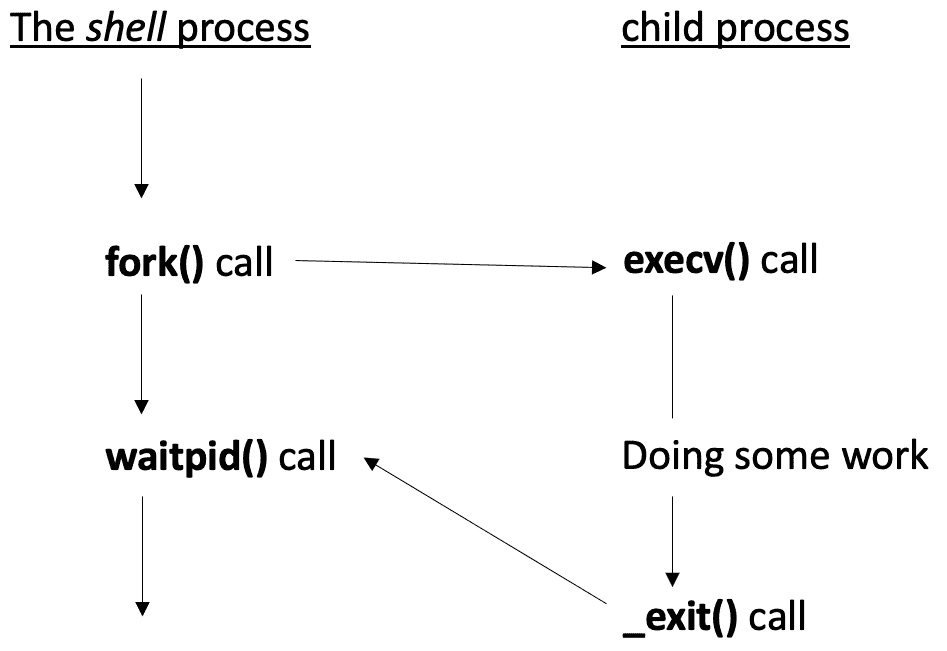 The shell process
child process
fork() call
execv() call
waitpid() call
Doing some work
_exit() call